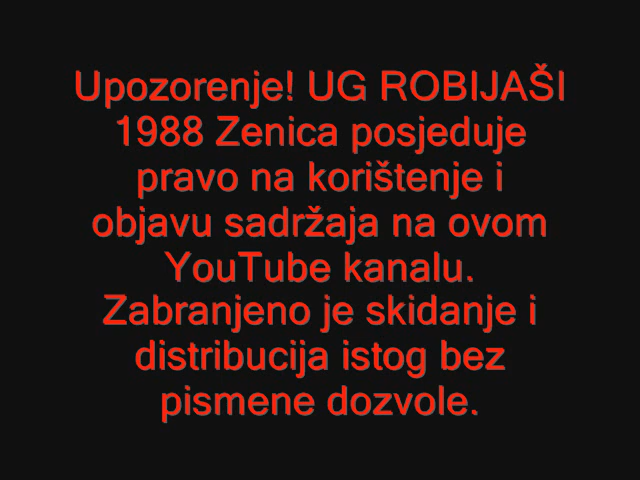 Upozorenje! UG ROBIJAŠI
1988 Zenica posjeduje
pravo na korištenje i
objavu sadržaja na ovom
YouTube kanalu.
Zabranjeno je skidanje i
distribucija istog bez
pismene dozvole.